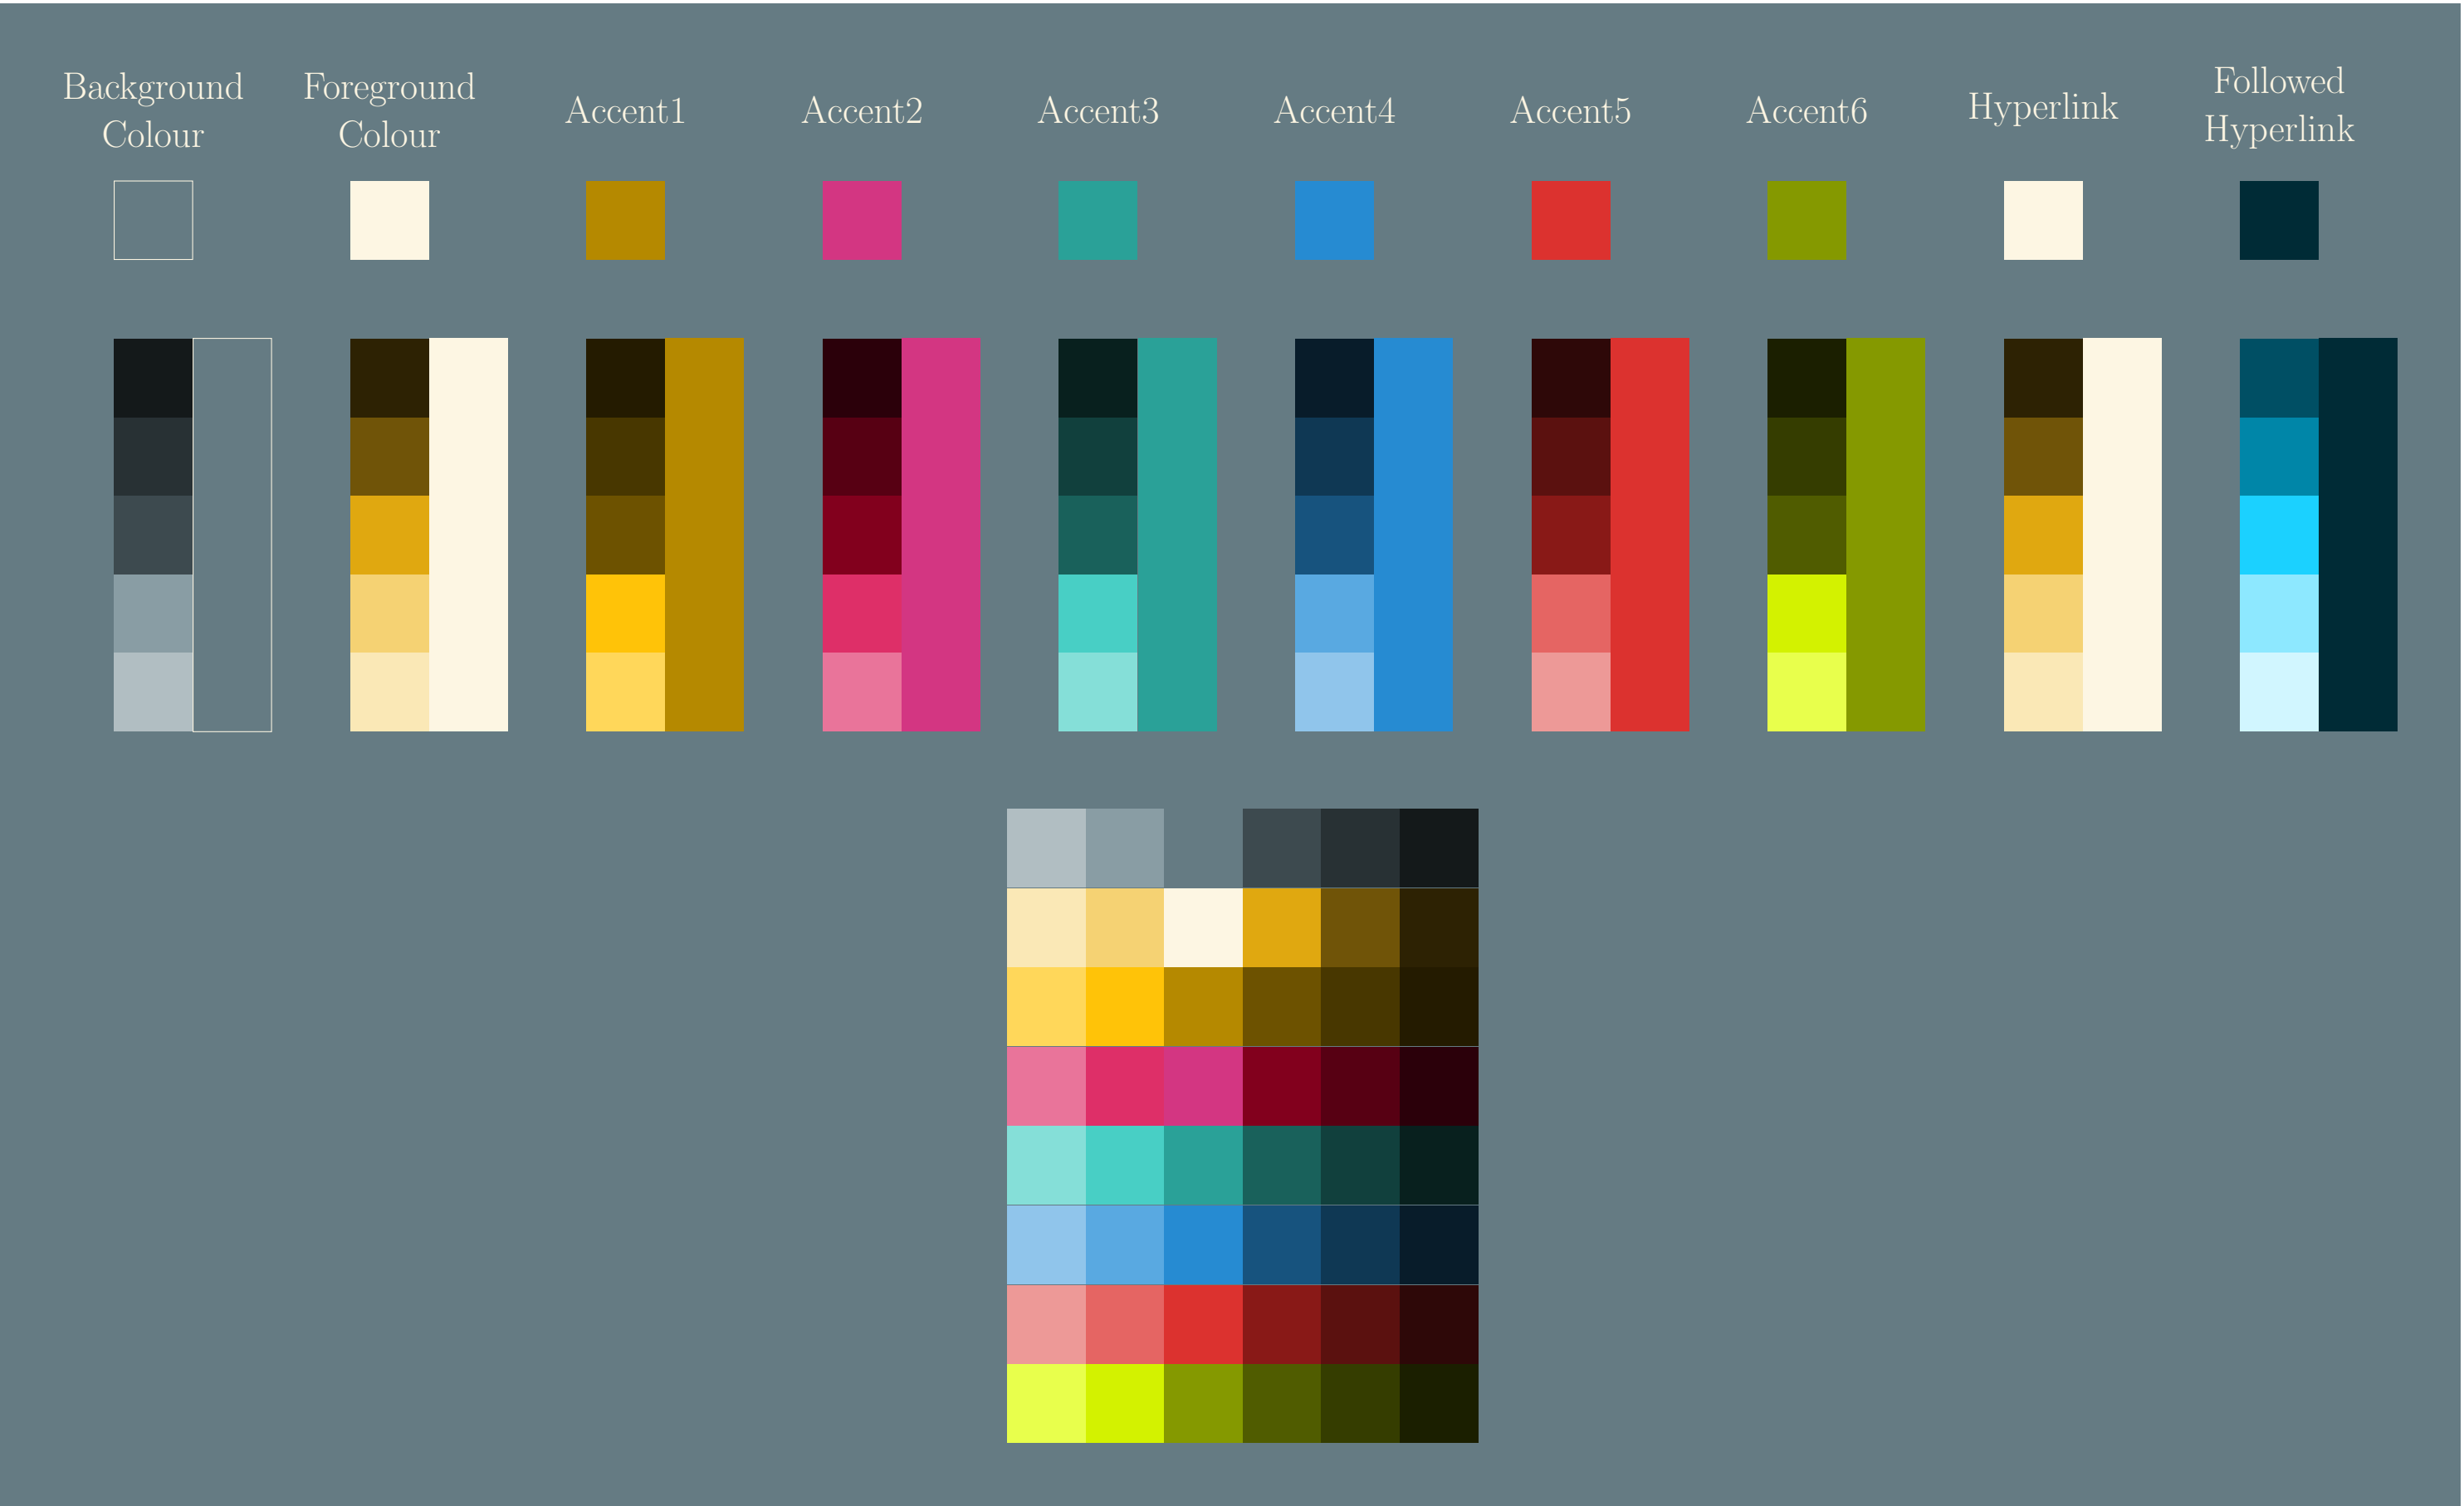 Background
Colour
Foreground
Colour
Accent1
Accent2
Accent3
Accent4
Accent5
Accent6
Hyperlink
Followed
Hyperlink